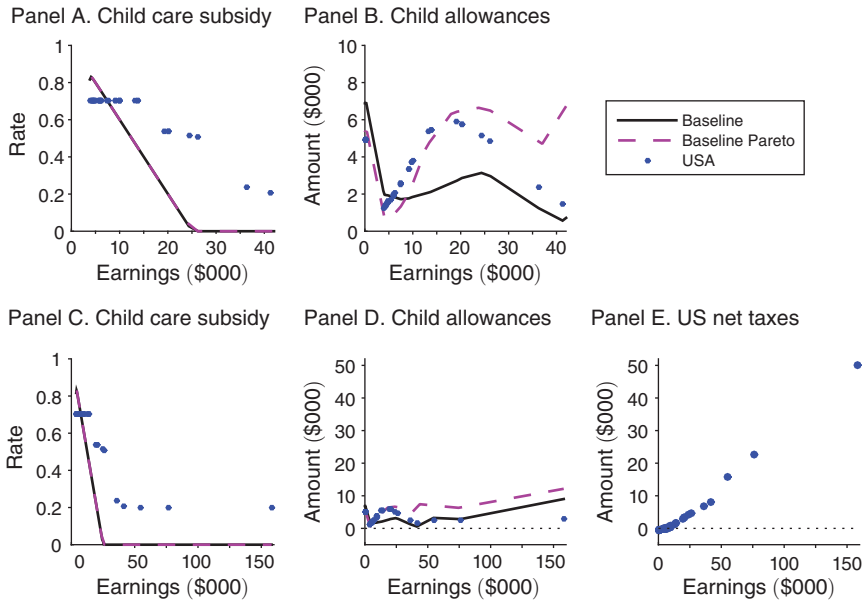 Panel A. Child care subsidy
1
0.8
0.6
0.4
0.2
0
Rate
0 10 20 30 40
Earnings ($000)
Panel B. Child allowances
10
8
6
4
2
0
Amount ($000)
0 10 20 30 40
Earnings ($000)
Baseline
Baseline Pareto
USA
Panel C. Child care subsidy
1
0.8
0.6
0.4
0.2
0
Rate
0 50 100 150
Earnings ($000)
Panel D. Child allowances
50
40
30
20
10
0
Amount ($000)
0 50 100 150
Earnings ($000)
Panel E. US net taxes
50
40
30
20
10
0
Amount ($000)
0 50 100 150
Earnings ($000)